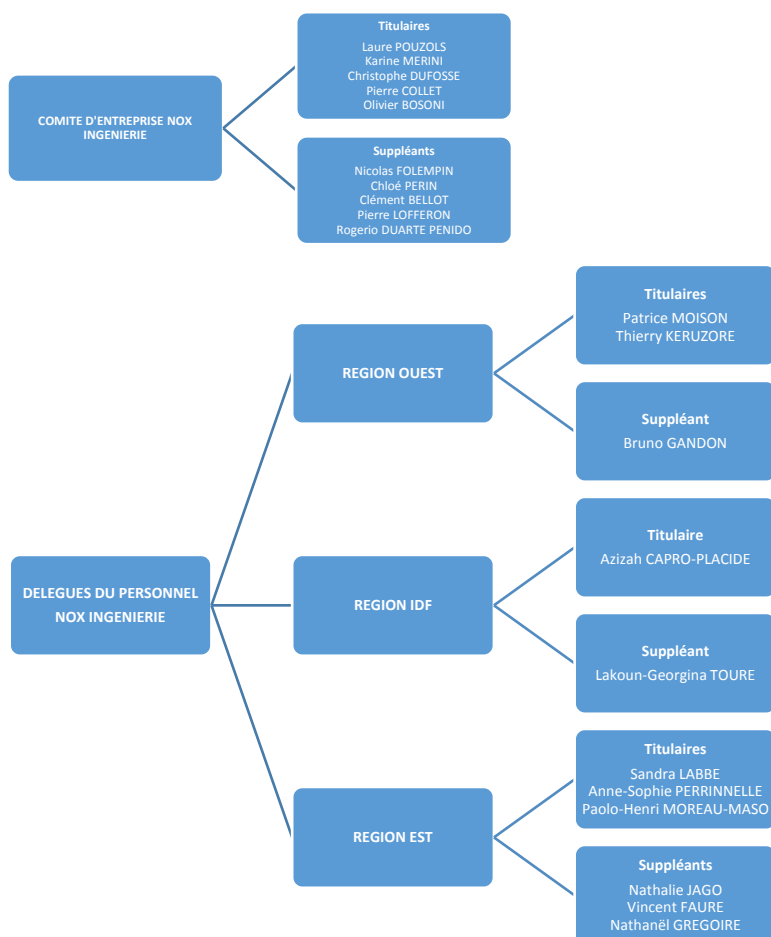 COMITE D'ENTREPRISE NOX
INGENIERIE
Titulaires
Laure POUZOLS
Karine MERINI
Christophe DUFOSSE
Pierre COLLET
Olivier BOSONI
Suppléants
Nicolas FOLEMPIN
Chloé PERIN
Clément BELLOT
Pierre LOFFERON
Rogerio DUARTE PENIDO
DELEGUES DU PERSONNEL
NOX INGENIERIE
REGION OUEST
Titulaires
Patrice MOISON
Thierry KERUZORE
Suppléant
Bruno GANDON
REGION IDF
Titulaire
Azizah CAPRO-PLACIDE
Suppléant
Lakoun-Georgina TOURE
REGION EST
Titulaires
Sandra LABBE
Anne-Sophie PERRINNELLE
Paolo-Henri MOREAU-MASO
Suppléants
Nathalie JAGO
Vincent FAURE
Nathanël GREGOIRE